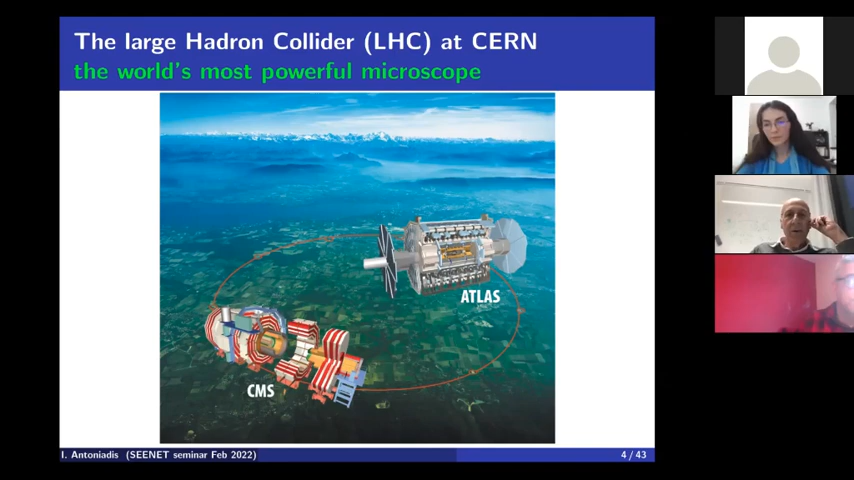 The large Hadron Collider (LHC) at CERN
the world's most powerful microscope
ATLAS
CMS
I. Antoniadis (SEENET seminar Feb 2022)
4 / 43